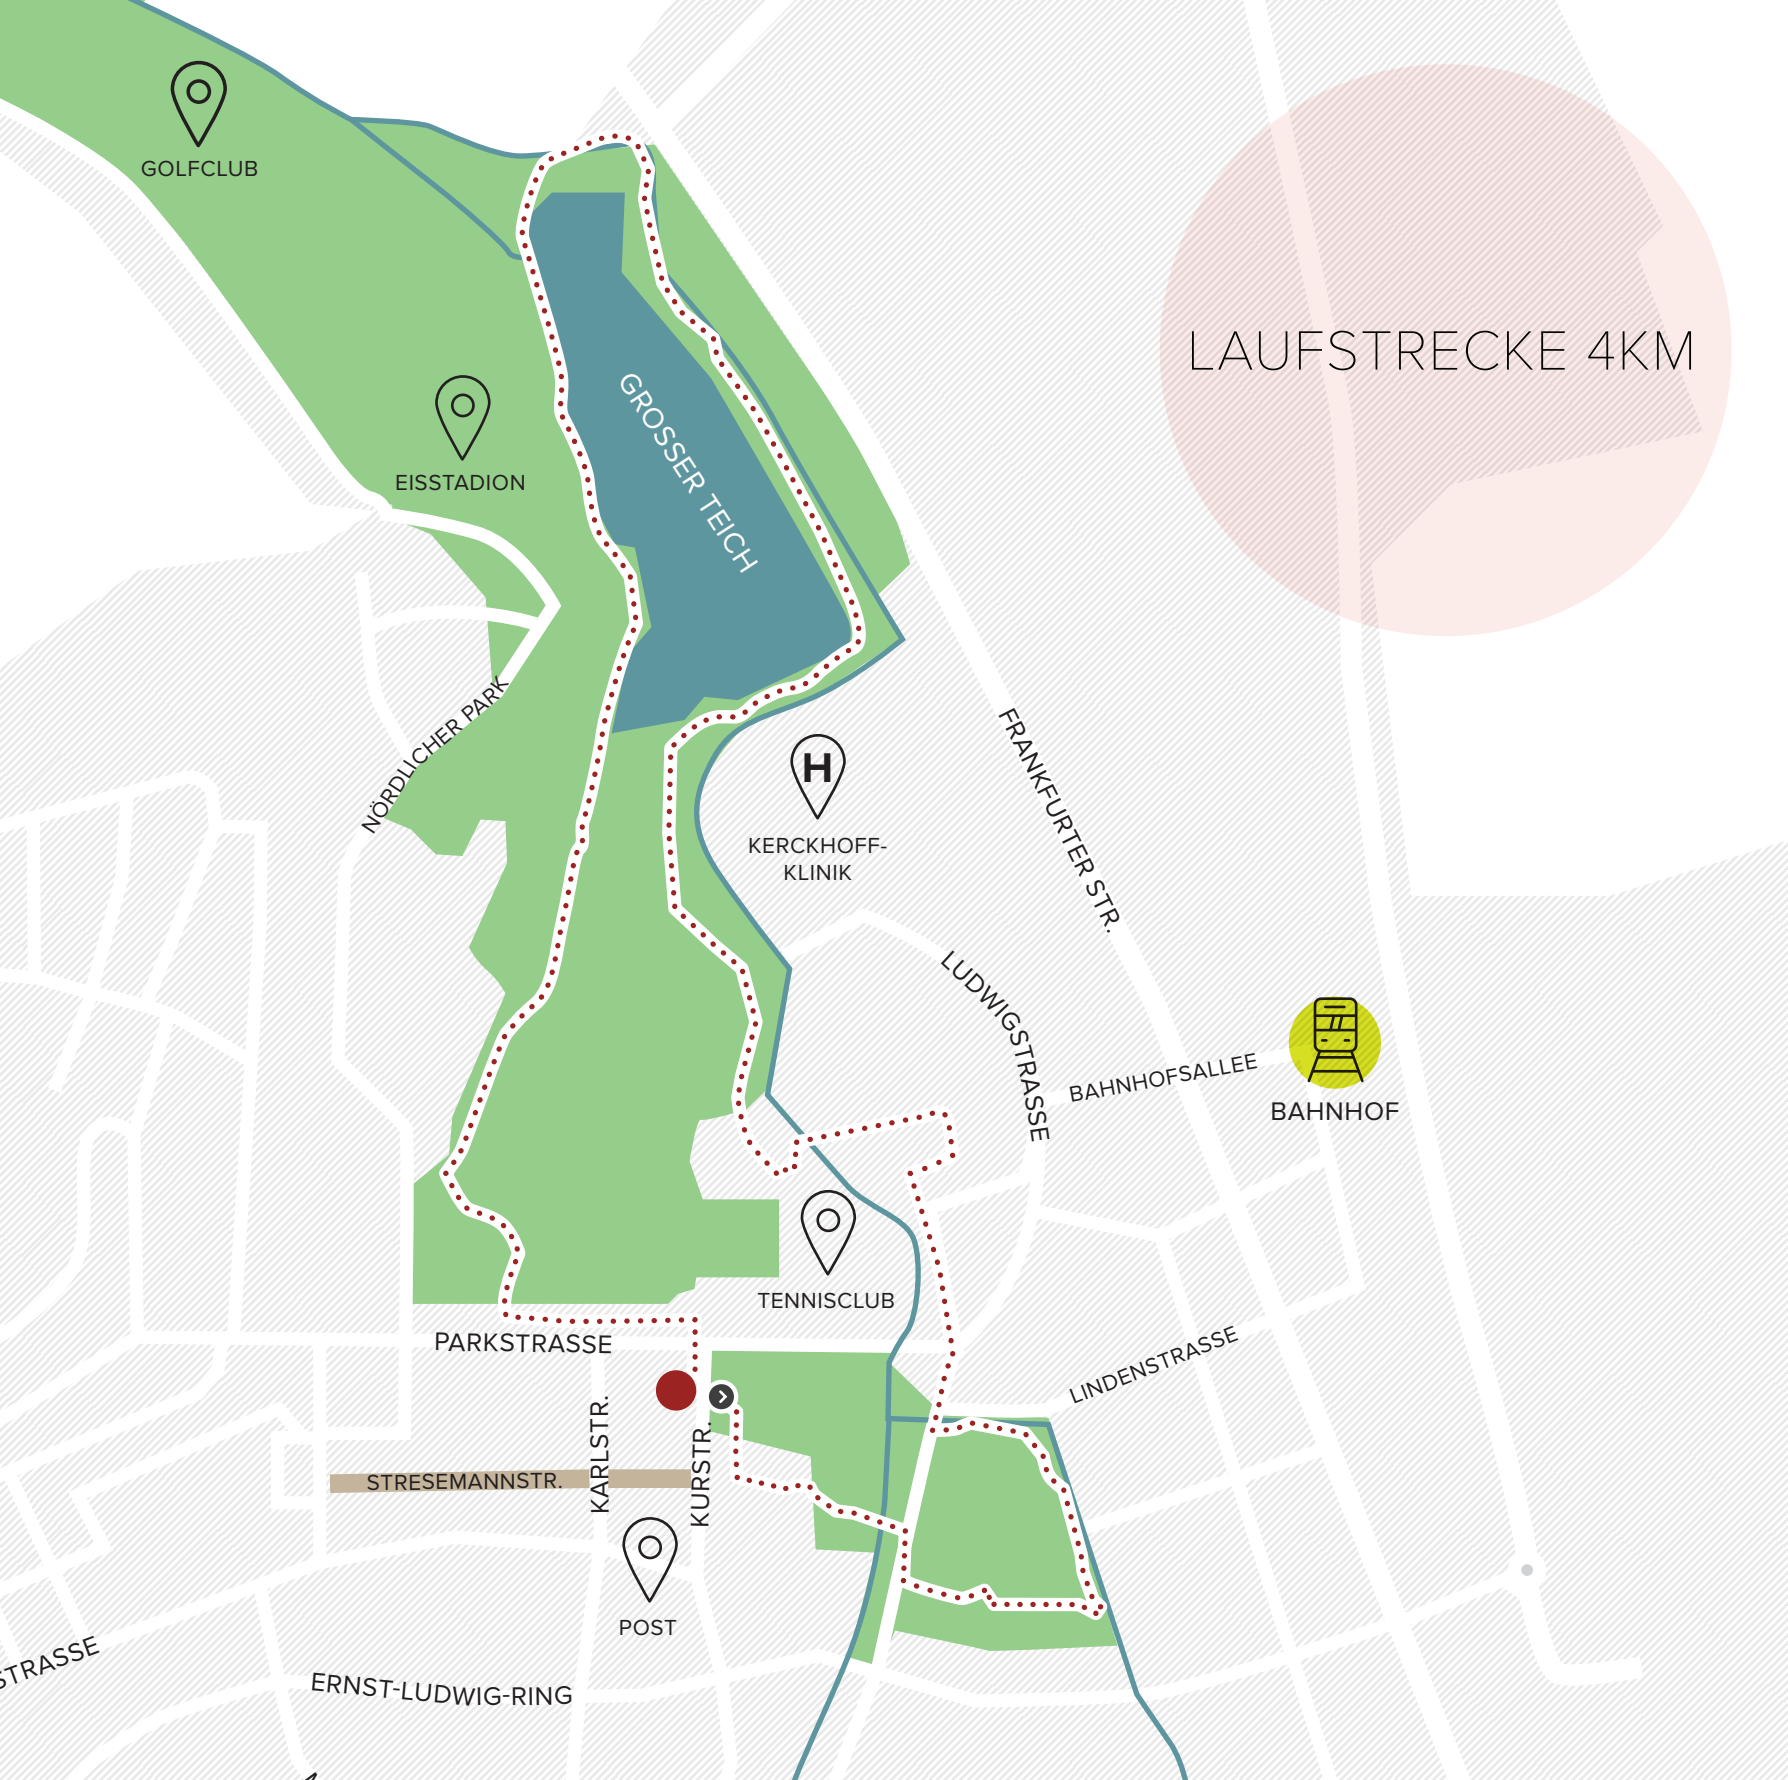 GOLFCLUB
LAUFSTRECKE 4KM
EISSTADION
GROSSER TEICH
NÖRDLICHER PARK
FRANKFURTER STR.
H
KERCKHOFF-
KLINIK
LUDWIGSTRASSE
BAHNHOFSALLEE
BAHNHOF
TENNISCLUB
PARKSTRASSE
LINDENSTRASSE
KARLSTR.
KURSTR.
STRESEMANNSTR.
POST
STRASSE
ERNST-LUDWIG-RING